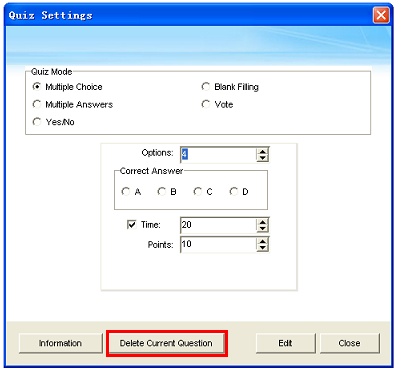 Quiz Settings
Quiz Mode
Multiple Choice
Blank Filling
Multiple Answers
Vote
Yes/No
Options: 4
Correct Answer
A B C D
Time: 20
Points: 10
Information Delete Current Question Edit Close